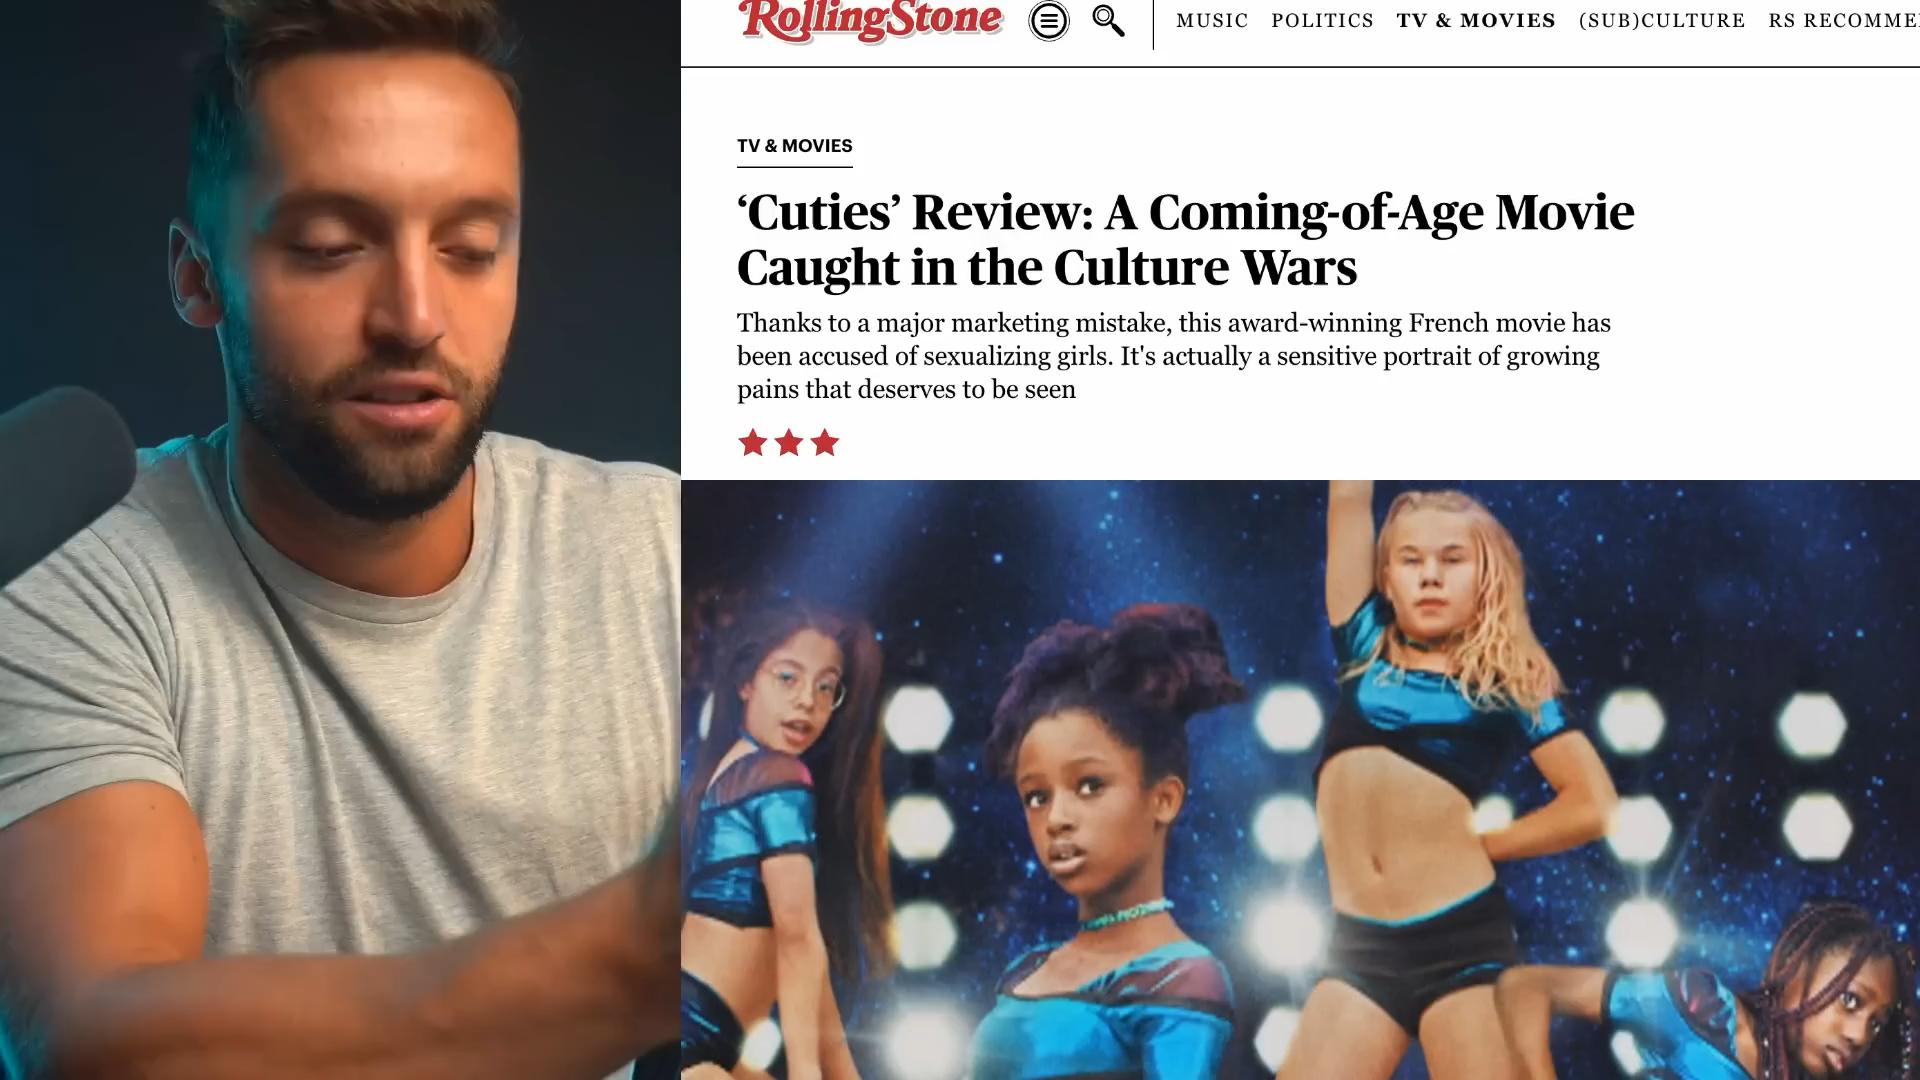 RollingStone
MUSIC POLITICS TV & MOVIES (SUB)CULTURE RS RECOMME
TV & MOVIES
‘Cuties’ Review: A Coming-of-Age Movie
Caught in the Culture Wars
Thanks to a major marketing mistake, this award-winning French movie has
been accused of sexualizing girls. It's actually a sensitive portrait of growing
pains that deserves to be seen